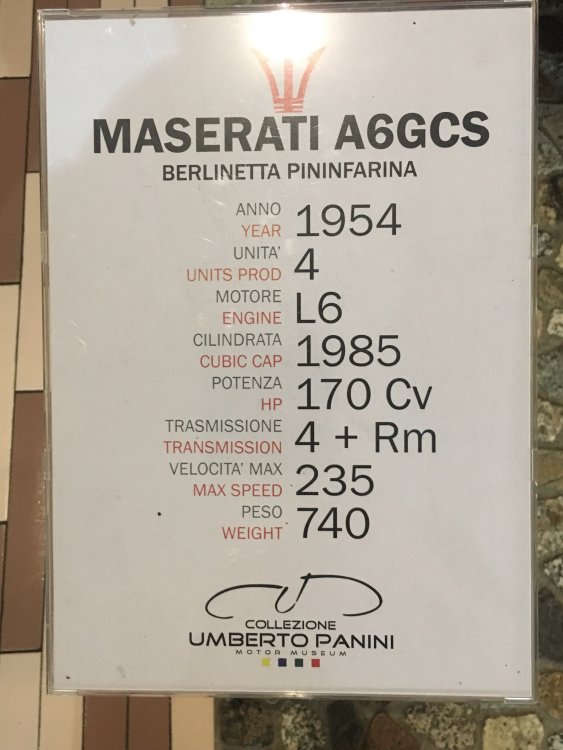 MASERATI A6GCS
BERLINETTA PININFARINA
ANNO
YEAR 1954
UNITA'
UNITS PROD 4
MOTORE
ENGINE L6
CILINDRATA
CUBIC CAP 1985
POTENZA
HP 170 Cv
TRASMISSIONE
TRANSMISSION 4 + Rm
VELOCITA' MAX
MAX SPEED 235
PESO
WEIGHT 740
COLLEZIONE
UMBERTO PANINI
MOTOR MUSEUM